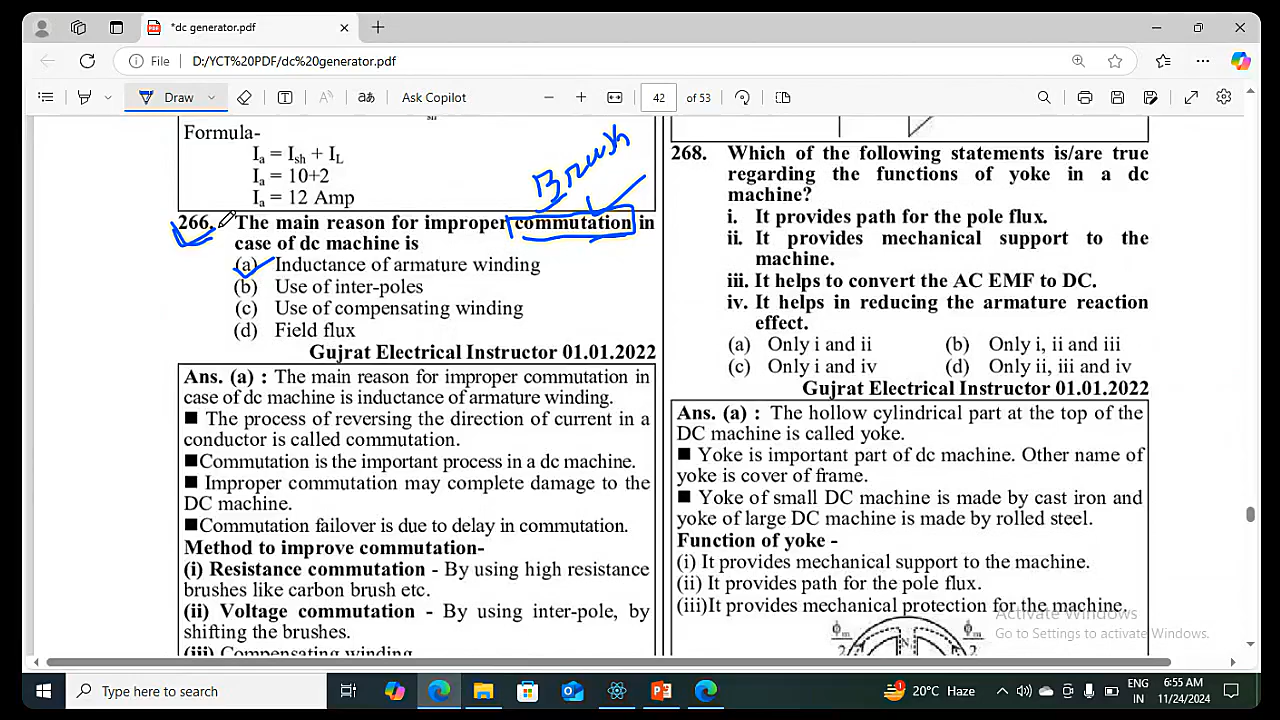 *dc generator.pdf
File
D:/YCT%20PDF/dc%20generator.pdf
Draw
Ask Copilot
42
of 53
Formula-
Ia = Ish + IL
Ia = 10+2
Ia = 12 Amp
Brush
266. The main reason for improper commutation in
case of dc machine is
(a) Inductance of armature winding
(b) Use of inter-poles
(c) Use of compensating winding
(d) Field flux
Gujrat Electrical Instructor 01.01.2022
Ans. (a) : The main reason for improper commutation in
case of dc machine is inductance of armature winding.
■ The process of reversing the direction of current in a
conductor is called commutation.
■Commutation is the important process in a dc machine.
■ Improper commutation may complete damage to the
DC machine.
■Commutation failover is due to delay in commutation.
Method to improve commutation-
(i) Resistance commutation - By using high resistance
brushes like carbon brush etc.
(ii) Voltage commutation - By using inter-pole, by
shifting the brushes.
(iii) Compensating winding
268. Which of the following statements is/are true
regarding the functions of yoke in a dc
machine?
i. It provides path for the pole flux.
ii. It provides mechanical support to the
machine.
iii. It helps to convert the AC EMF to DC.
iv. It helps in reducing the armature reaction
effect.
(a) Only i and ii (b) Only i, ii and iii
(c) Only i and iv (d) Only ii, iii and iv
Gujrat Electrical Instructor 01.01.2022
Ans. (a) : The hollow cylindrical part at the top of the
DC machine is called yoke.
■ Yoke is important part of dc machine. Other name of
yoke is cover of frame.
■ Yoke of small DC machine is made by cast iron and
yoke of large DC machine is made by rolled steel.
Function of yoke -
(i) It provides mechanical support to the machine.
(ii) It provides path for the pole flux.
(iii)It provides mechanical protection for the machine.
ϕm
2
N
ϕm
2
Activate Windows
Go to Settings to activate Windows.
Type here to search
20°C Haze
ENG
IN
6:55 AM
11/24/2024